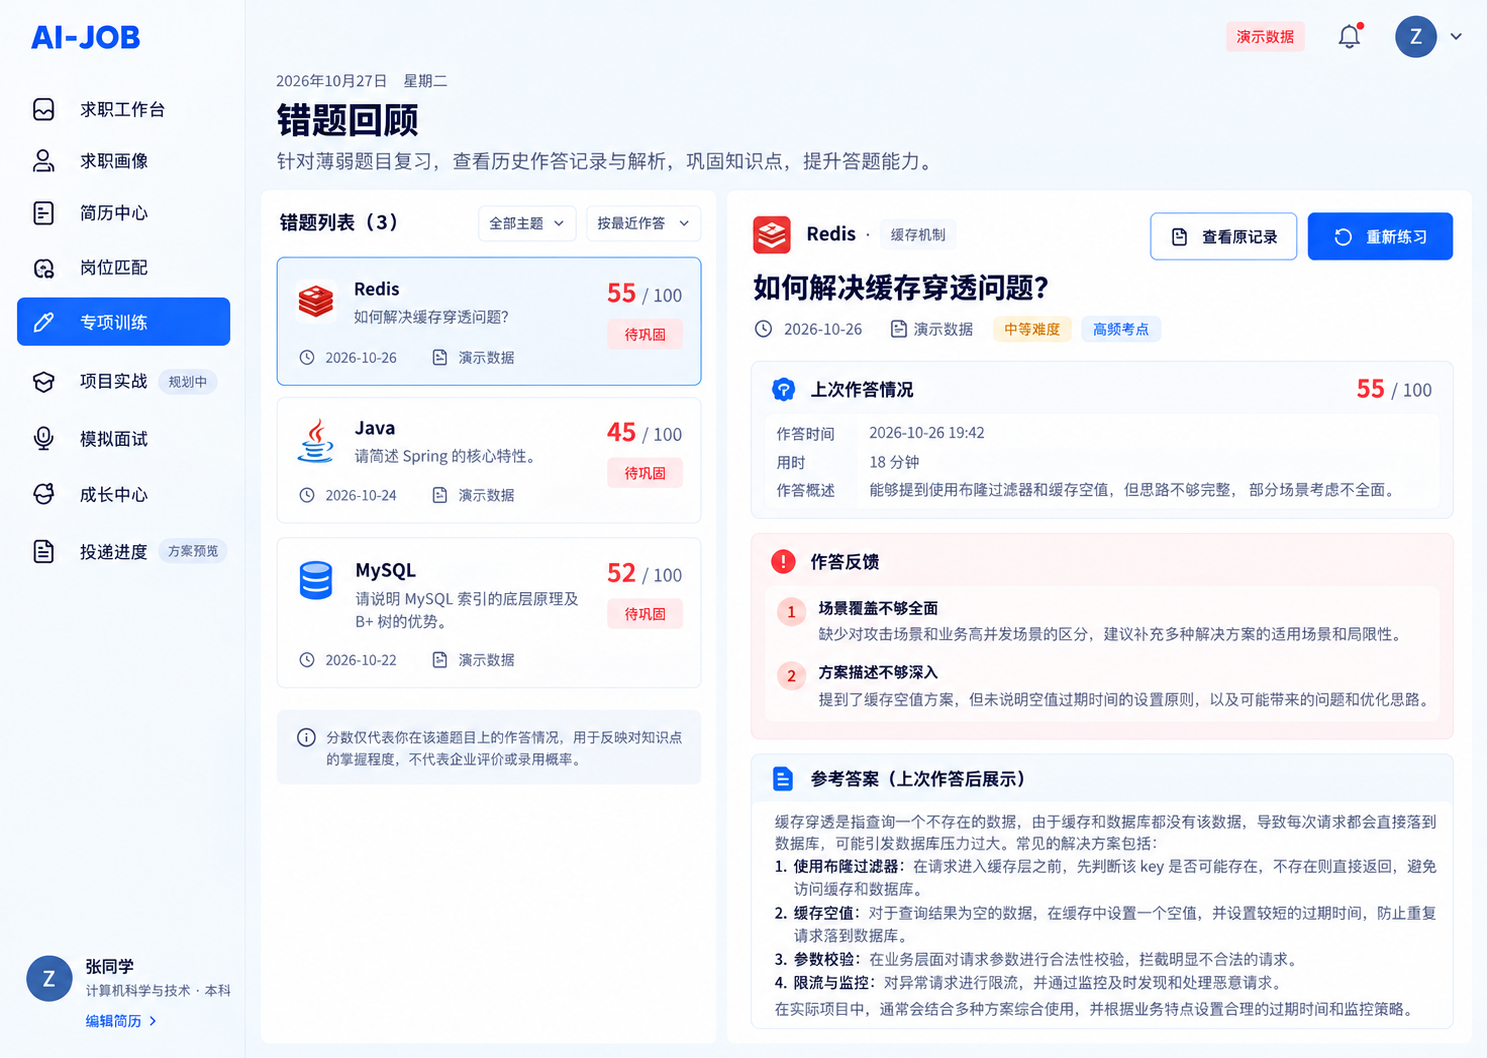 AI-JOB
求职工作台
求职画像
简历中心
岗位匹配
专项训练
项目实战 规划中
模拟面试
成长中心
投递进度 方案预览
Z
张同学
计算机科学与技术 · 本科
编辑简历
演示数据
Z
2026年10月27日 星期二
错题回顾
针对薄弱题目复习，查看历史作答记录与解析，巩固知识点，提升答题能力。
错题列表（3） 全部主题 按最近作答
Redis
如何解决缓存穿透问题？
55 / 100
待巩固
2026-10-26 演示数据
Java
请简述 Spring 的核心特性。
45 / 100
待巩固
2026-10-24 演示数据
MySQL
请说明 MySQL 索引的底层原理及
B+ 树的优势。
52 / 100
待巩固
2026-10-22 演示数据
分数仅代表你在该道题目上的作答情况，用于反映对知识点
的掌握程度，不代表企业评价或录用概率。
Redis · 缓存机制
查看原记录 重新练习
如何解决缓存穿透问题？
2026-10-26 演示数据 中等难度 高频考点
上次作答情况 55 / 100
作答时间 2026-10-26 19:42
用时 18 分钟
作答概述 能够提到使用布隆过滤器和缓存空值，但思路不够完整，部分场景考虑不全面。
作答反馈
1 场景覆盖不够全面
缺少对攻击场景和业务高并发场景的区分，建议补充多种解决方案的适用场景和局限性。
2 方案描述不够深入
提到了缓存空值方案，但未说明空值过期时间的设置原则，以及可能带来的问题和优化思路。
参考答案（上次作答后展示）
缓存穿透是指查询一个不存在的数据，由于缓存和数据库都没有该数据，导致每次请求都会直接落到
数据库，可能引发数据库压力过大。常见的解决方案包括：
1. 使用布隆过滤器：在请求进入缓存层之前，先判断该 key 是否可能存在，不存在则直接返回，避免
访问缓存和数据库。
2. 缓存空值：对于查询结果为空的数据，在缓存中设置一个空值，并设置较短的过期时间，防止重复
请求落到数据库。
3. 参数校验：在业务层面对请求参数进行合法性校验，拦截明显不合法的请求。
4. 限流与监控：对异常请求进行限流，并通过监控及时发现和处理恶意请求。
在实际项目中，通常会结合多种方案综合使用，并根据业务特点设置合理的过期时间和监控策略。